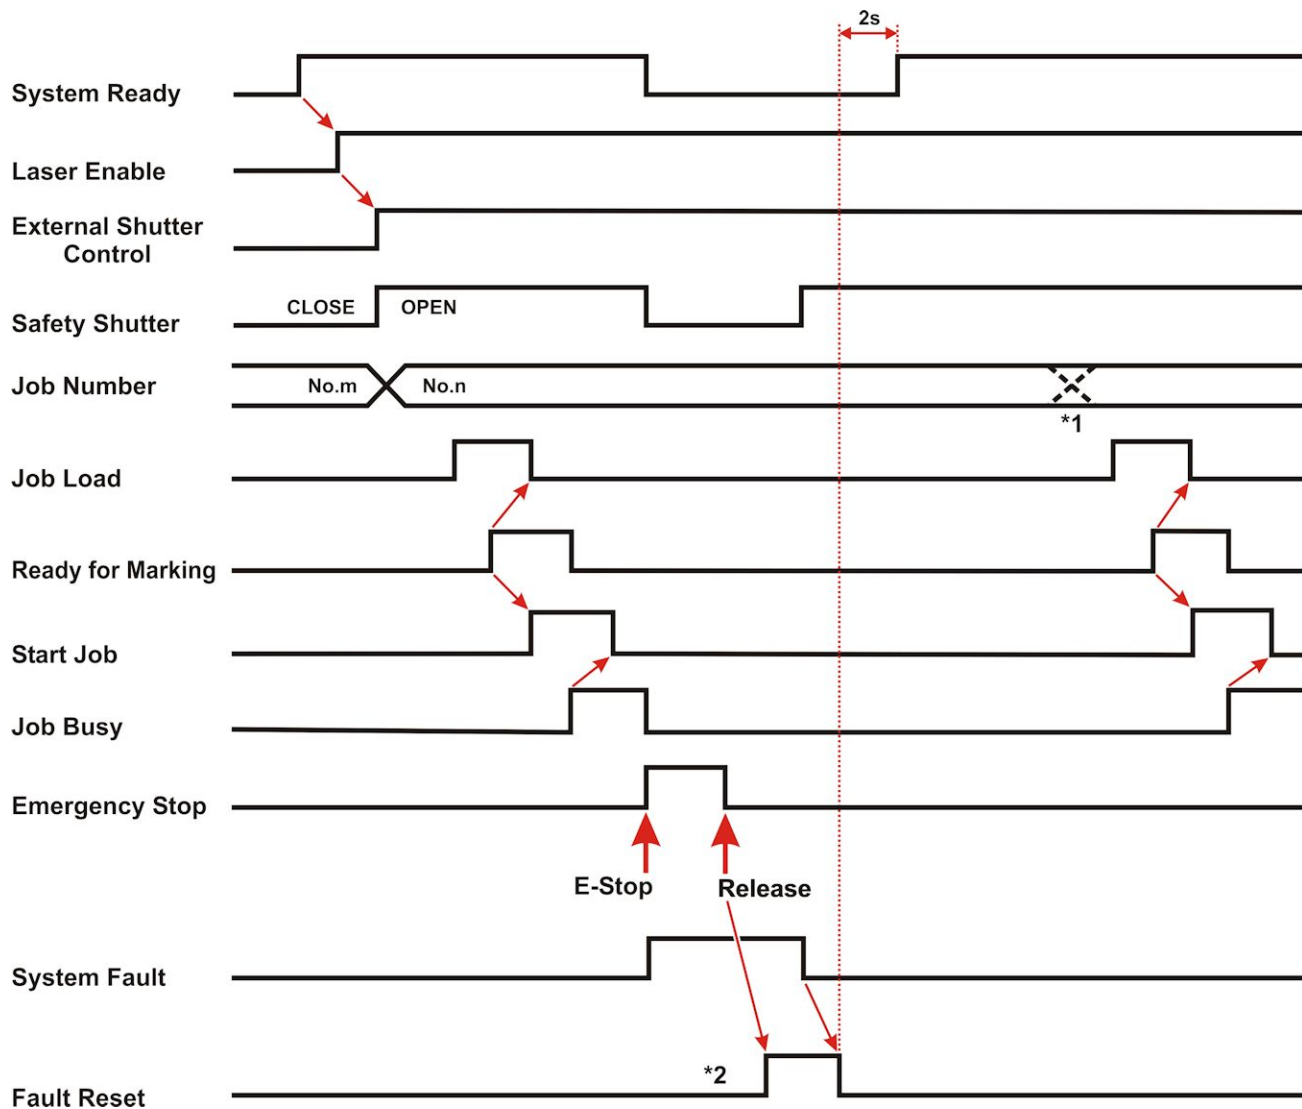 2s
System Ready
Laser Enable
External Shutter
Control
CLOSE OPEN
Safety Shutter
Job Number
No.m No.n
*1
Job Load
Ready for Marking
Start Job
Job Busy
Emergency Stop
E-Stop Release
System Fault
*2
Fault Reset